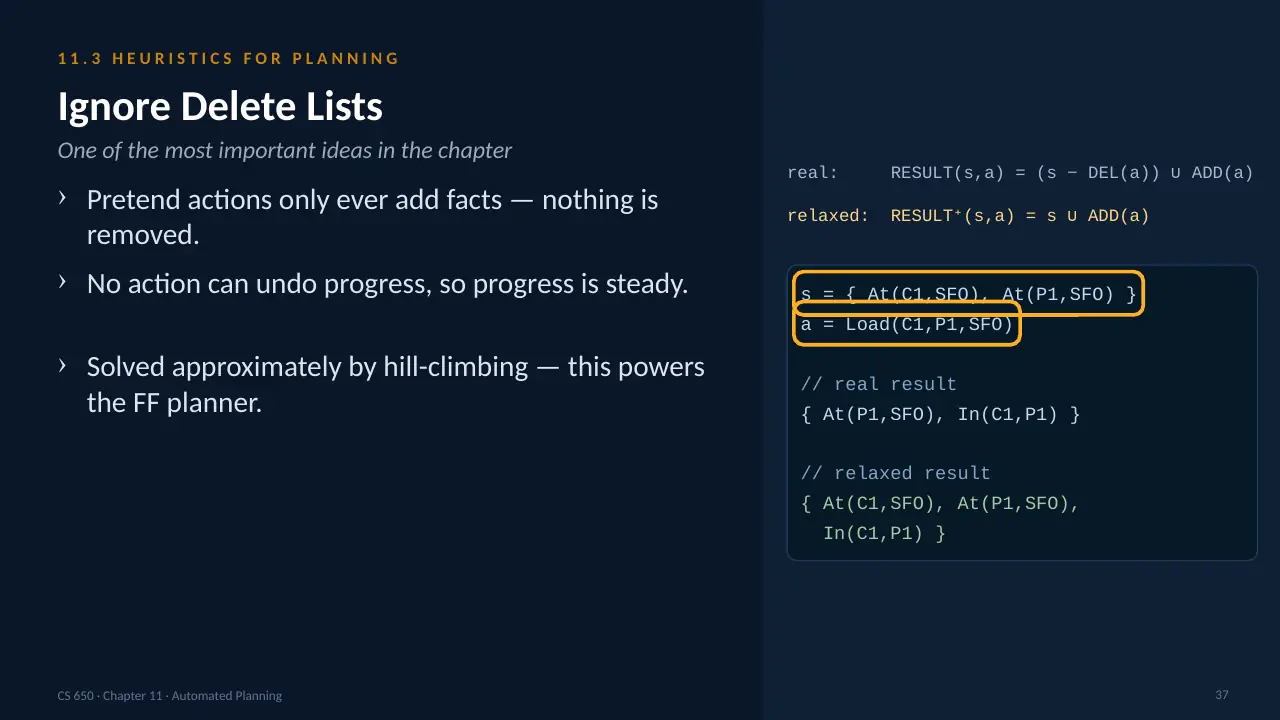 11.3 HEURISTICS FOR PLANNING
Ignore Delete Lists
One of the most important ideas in the chapter
› Pretend actions only ever add facts — nothing is
removed.
› No action can undo progress, so progress is steady.
› Solved approximately by hill-climbing — this powers
the FF planner.
real: RESULT(s,a) = (s − DEL(a)) ∪ ADD(a)
relaxed: RESULT⁺(s,a) = s ∪ ADD(a)
s = { At(C1,SFO), At(P1,SFO) }
a = Load(C1,P1,SFO)
// real result
{ At(P1,SFO), In(C1,P1) }
// relaxed result
{ At(C1,SFO), At(P1,SFO),
In(C1,P1) }
CS 650 · Chapter 11 · Automated Planning
37